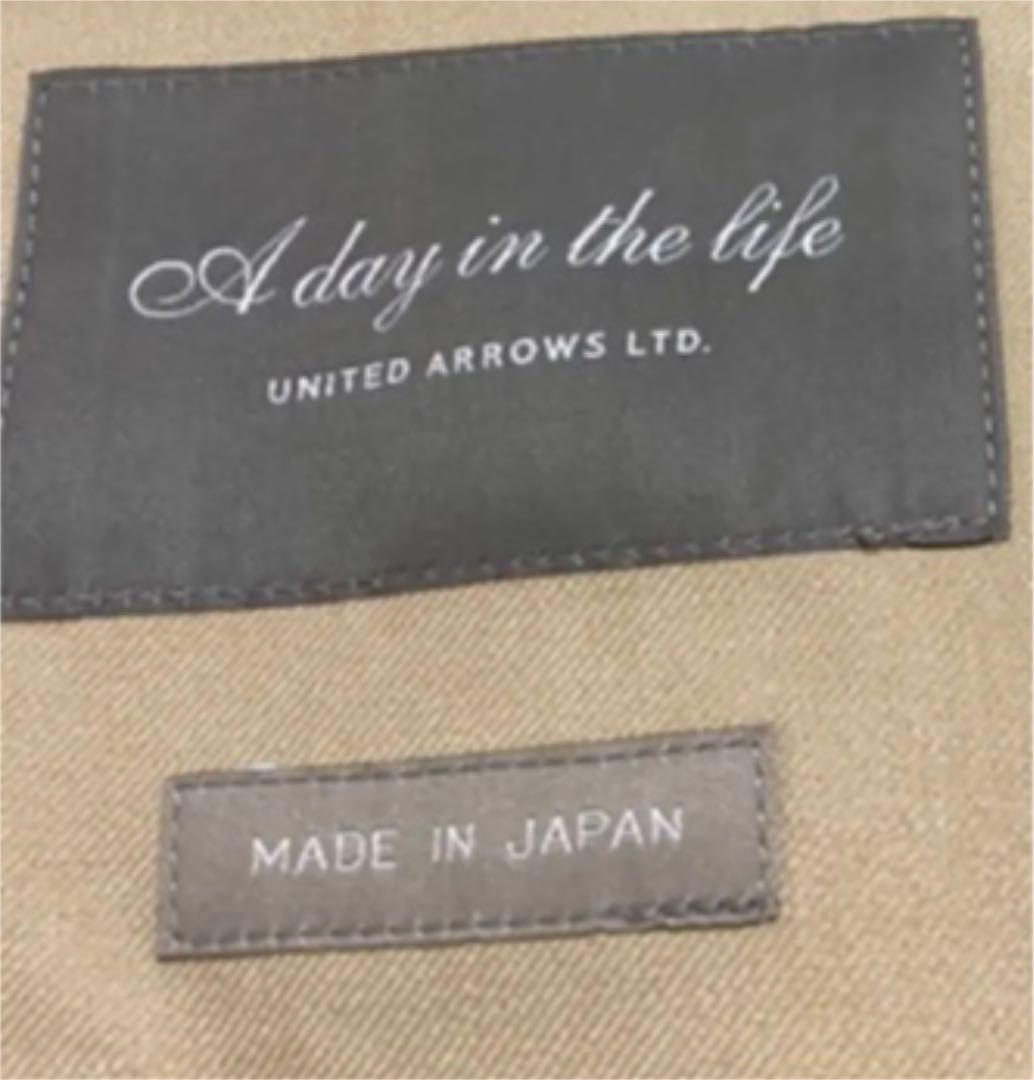 A day in the life
UNITED ARROWS LTD.
MADE IN JAPAN